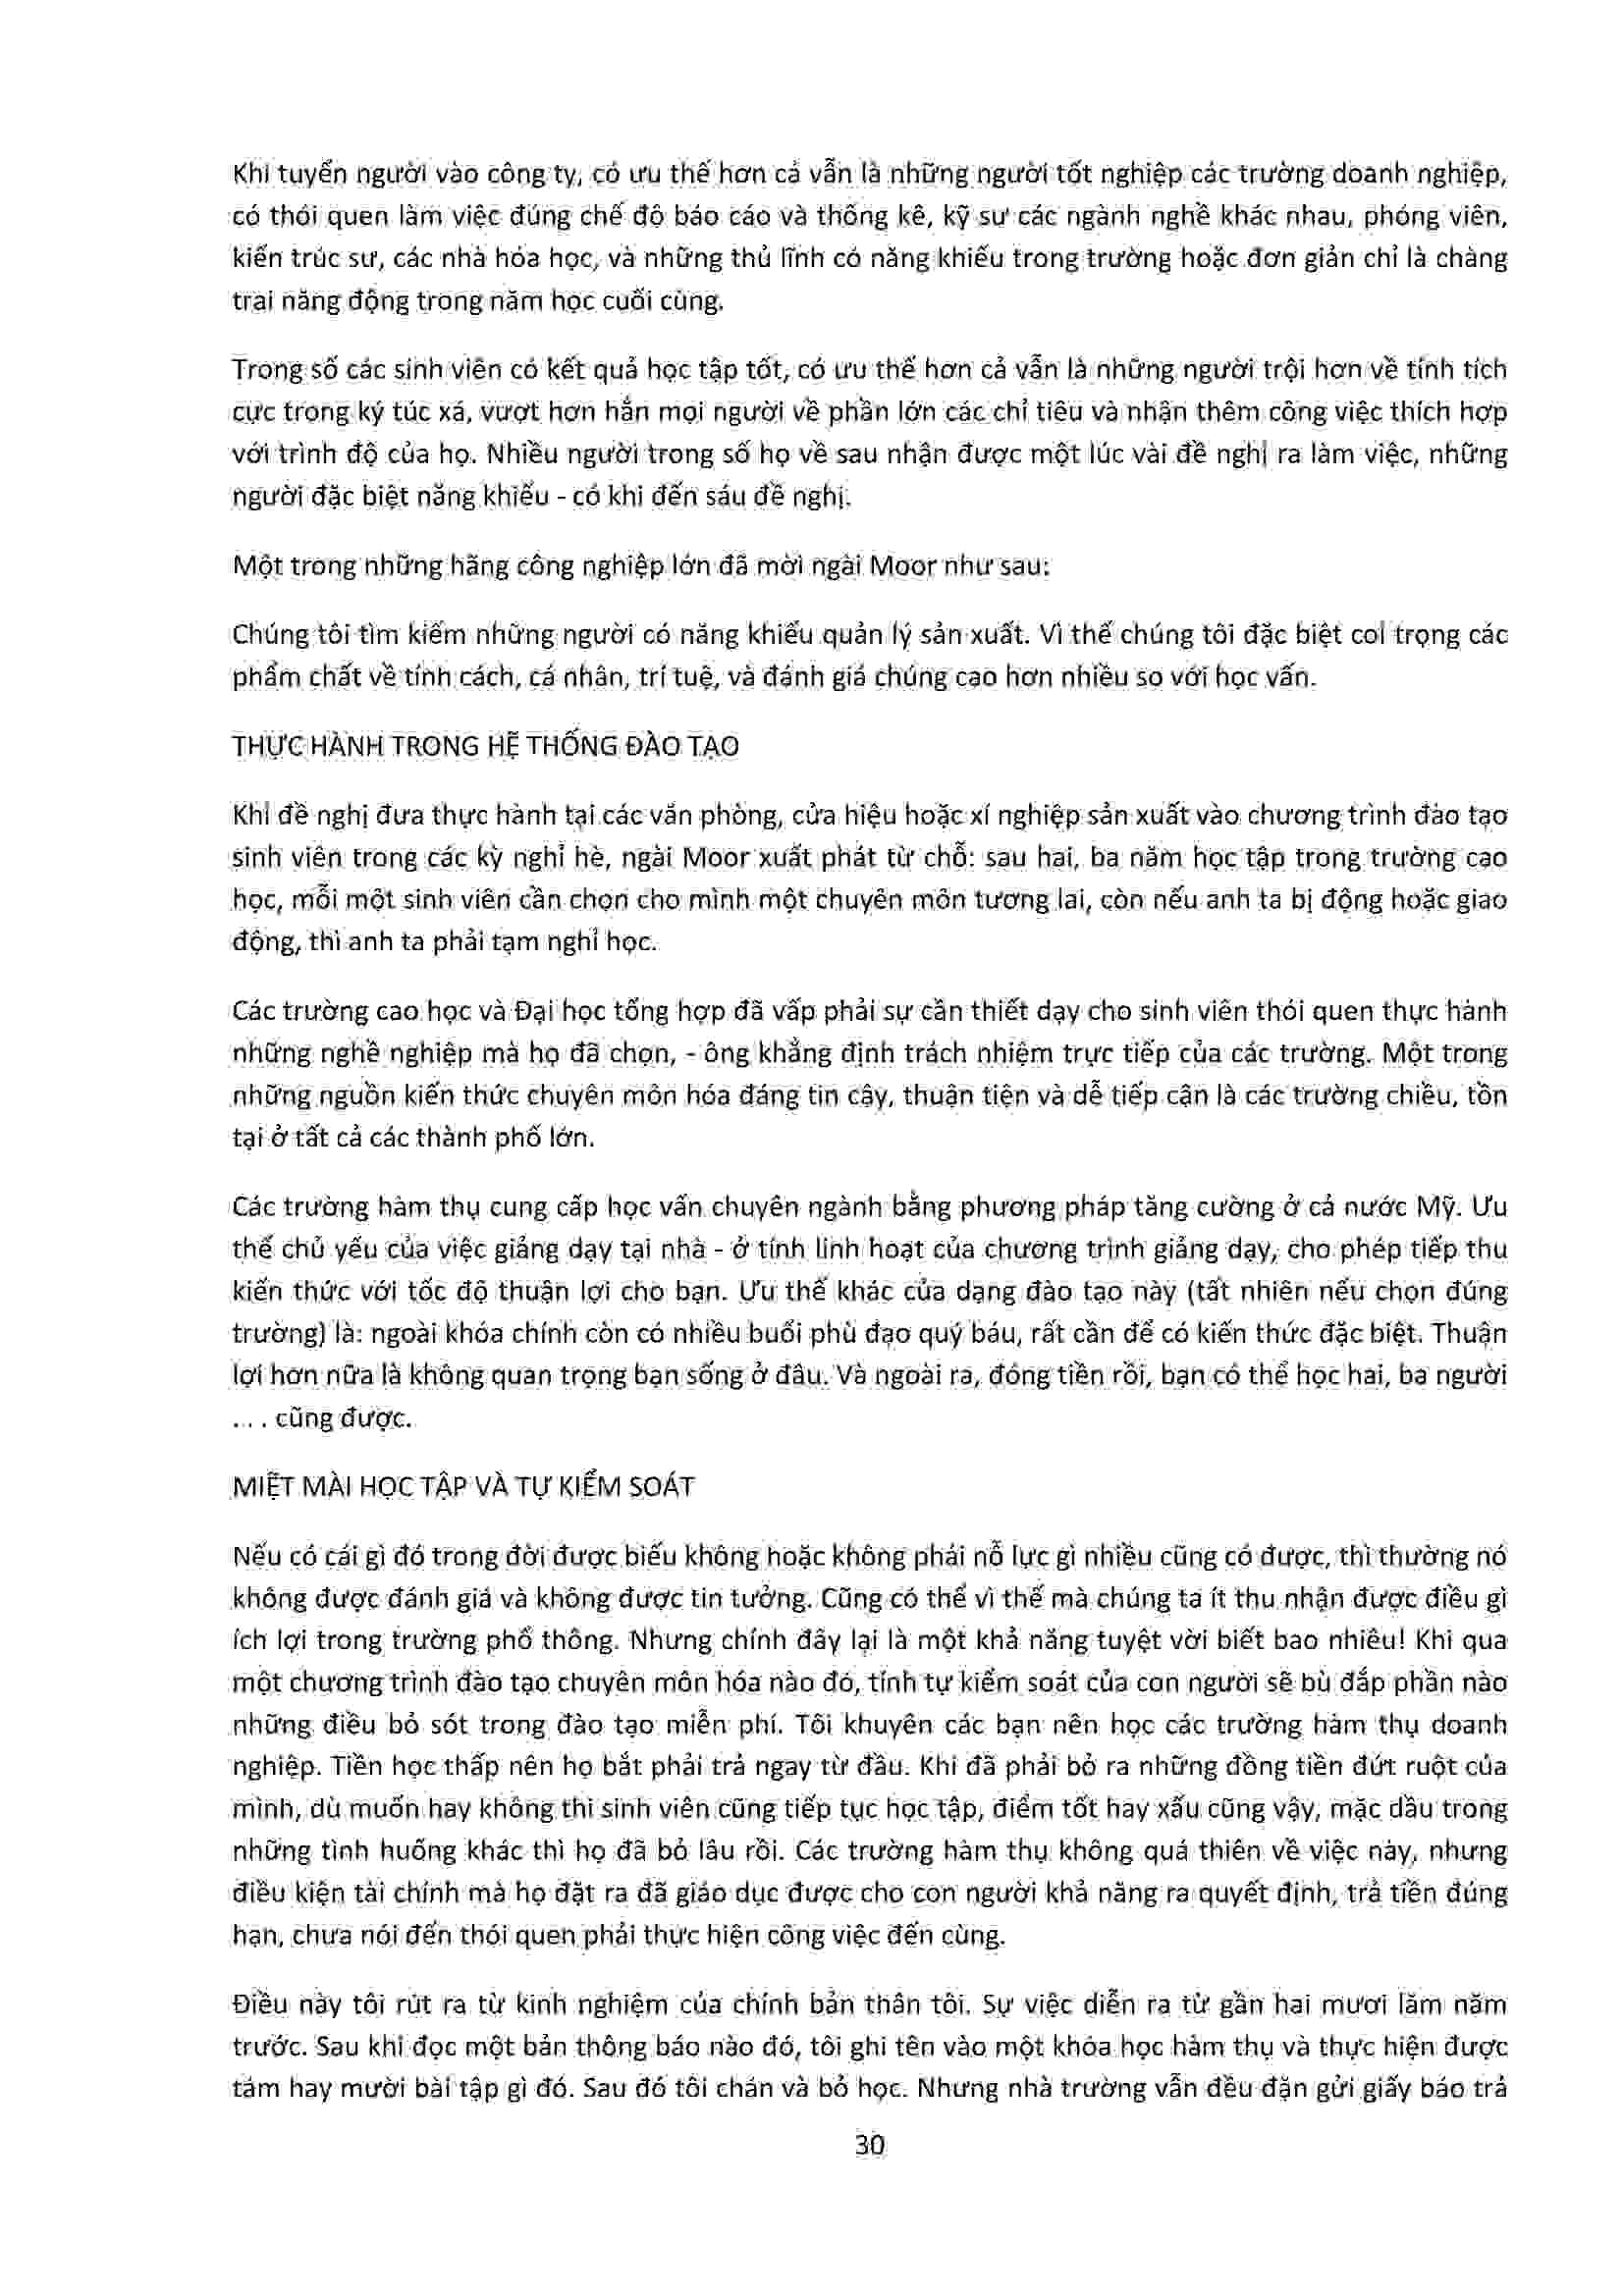 Khi tuyển người vào công ty, có ưu thế hơn cả vẫn là những người tốt nghiệp các trường doanh nghiệp,
có thói quen làm việc đúng chế độ báo cáo và thống kê, kỹ sư các ngành nghề khác nhau, phóng viên,
kiến trúc sư, các nhà hóa học, và những thủ lĩnh có năng khiếu trong trường hoặc đơn giản chỉ là chàng
trai năng động trong năm học cuối cùng.
Trong số các sinh viên có kết quả học tập tốt, có ưu thế hơn cả vẫn là những người trội hơn về tính tích
cực trong ký túc xá, vượt hơn hẳn mọi người về phần lớn các chỉ tiêu và nhận thêm công việc thích hợp
với trình độ của họ. Nhiều người trong số họ về sau nhận được một lúc vài đề nghị ra làm việc, những
người đặc biệt năng khiếu - có khi đến sáu đề nghị.
Một trong những hãng công nghiệp lớn đã mời ngài Moor như sau:
Chúng tôi tìm kiếm những người có năng khiếu quản lý sản xuất. Vì thế chúng tôi đặc biệt coi trọng các
phẩm chất về tính cách, cá nhân, trí tuệ, và đánh giá chúng cao hơn nhiều so với học vấn.
THỰC HÀNH TRONG HỆ THỐNG ĐÀO TẠO
Khi đề nghị đưa thực hành tại các văn phòng, cửa hiệu hoặc xí nghiệp sản xuất vào chương trình đào tạo
sinh viên trong các kỳ nghỉ hè, ngài Moor xuất phát từ chỗ: sau hai, ba năm học tập trong trường cao
học, mỗi một sinh viên cần chọn cho mình một chuyên môn tương lai, còn nếu anh ta bị động hoặc giao
động, thì anh ta phải tạm nghỉ học.
Các trường cao học và Đại học tổng hợp đã vấp phải sự cần thiết dạy cho sinh viên thói quen thực hành
những nghề nghiệp mà họ đã chọn, - ông khẳng định trách nhiệm trực tiếp của các trường. Một trong
những nguồn kiến thức chuyên môn hóa đáng tin cậy, thuận tiện và dễ tiếp cận là các trường chiều, tồn
tại ở tất cả các thành phố lớn.
Các trường hàm thụ cung cấp học vấn chuyên ngành bằng phương pháp tăng cường ở cả nước Mỹ. Ưu
thế chủ yếu của việc giảng dạy tại nhà - ở tính linh hoạt của chương trình giảng dạy, cho phép tiếp thu
kiến thức với tốc độ thuận lợi cho bạn. Ưu thế khác của dạng đào tạo này (tất nhiên nếu chọn đúng
trường) là: ngoài khóa chính còn có nhiều buổi phù đạo quý báu, rất cần để có kiến thức đặc biệt. Thuận
lợi hơn nữa là không quan trọng bạn sống ở đâu. Và ngoài ra, đóng tiền rồi, bạn có thể học hai, ba người
... . cũng được.
MIỆT MÀI HỌC TẬP VÀ TỰ KIỂM SOÁT
Nếu có cái gì đó trong đời được biếu không hoặc không phải nỗ lực gì nhiều cũng có được, thì thường nó
không được đánh giá và không được tin tưởng. Cũng có thể vì thế mà chúng ta ít thu nhận được điều gì
ích lợi trong trường phổ thông. Nhưng chính đây lại là một khả năng tuyệt vời biết bao nhiêu! Khi qua
một chương trình đào tạo chuyên môn hóa nào đó, tính tự kiểm soát của con người sẽ bù đắp phần nào
những điều bỏ sót trong đào tạo miễn phí. Tôi khuyên các bạn nên học các trường hàm thụ doanh
nghiệp. Tiền học thấp nên họ bắt phải trả ngay từ đầu. Khi đã phải bỏ ra những đồng tiền đứt ruột của
mình, dù muốn hay không thì sinh viên cũng tiếp tục học tập, điểm tốt hay xấu cũng vậy, mặc dầu trong
những tình huống khác thì họ đã bỏ lâu rồi. Các trường hàm thụ không quá thiên về việc này, nhưng
điều kiện tài chính mà họ đặt ra đã giáo dục được cho con người khả năng ra quyết định, trả tiền đúng
hạn, chưa nói đến thói quen phải thực hiện công việc đến cùng.
Điều này tôi rút ra từ kinh nghiệm của chính bản thân tôi. Sự việc diễn ra từ gần hai mươi lăm năm
trước. Sau khi đọc một bản thông báo nào đó, tôi ghi tên vào một khóa học hàm thụ và thực hiện được
tám hay mười bài tập gì đó. Sau đó tôi chán và bỏ học. Nhưng nhà trường vẫn đều đặn gửi giấy báo trả
30